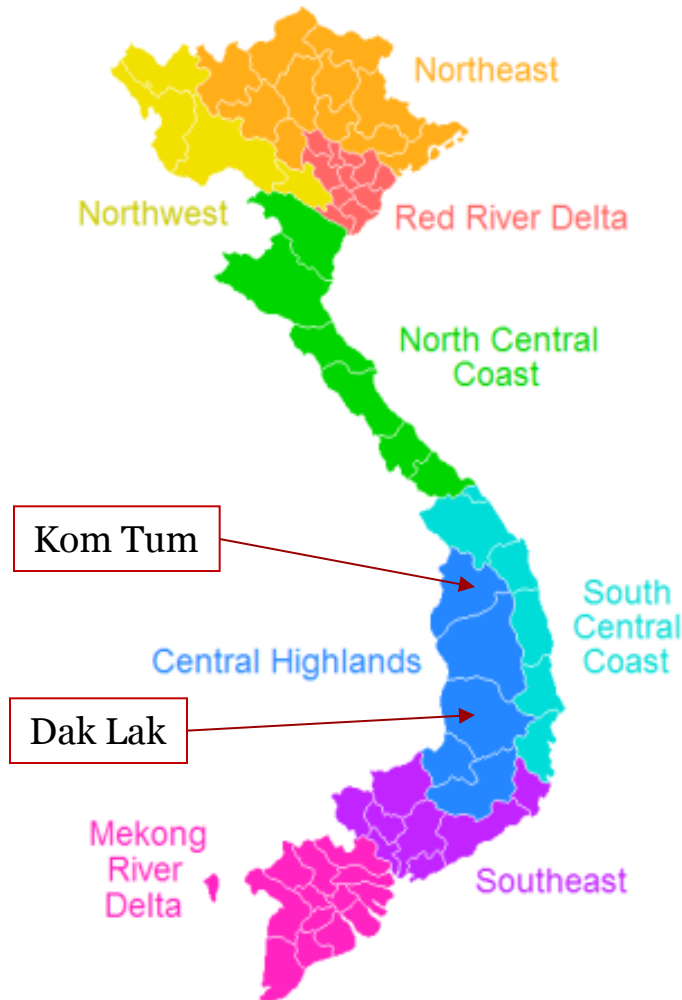 Northeast
Northwest
Red River Delta
North Central
Coast
Kom Tum
South
Central
Coast
Central Highlands
Dak Lak
Mekong
River
Delta
Southeast